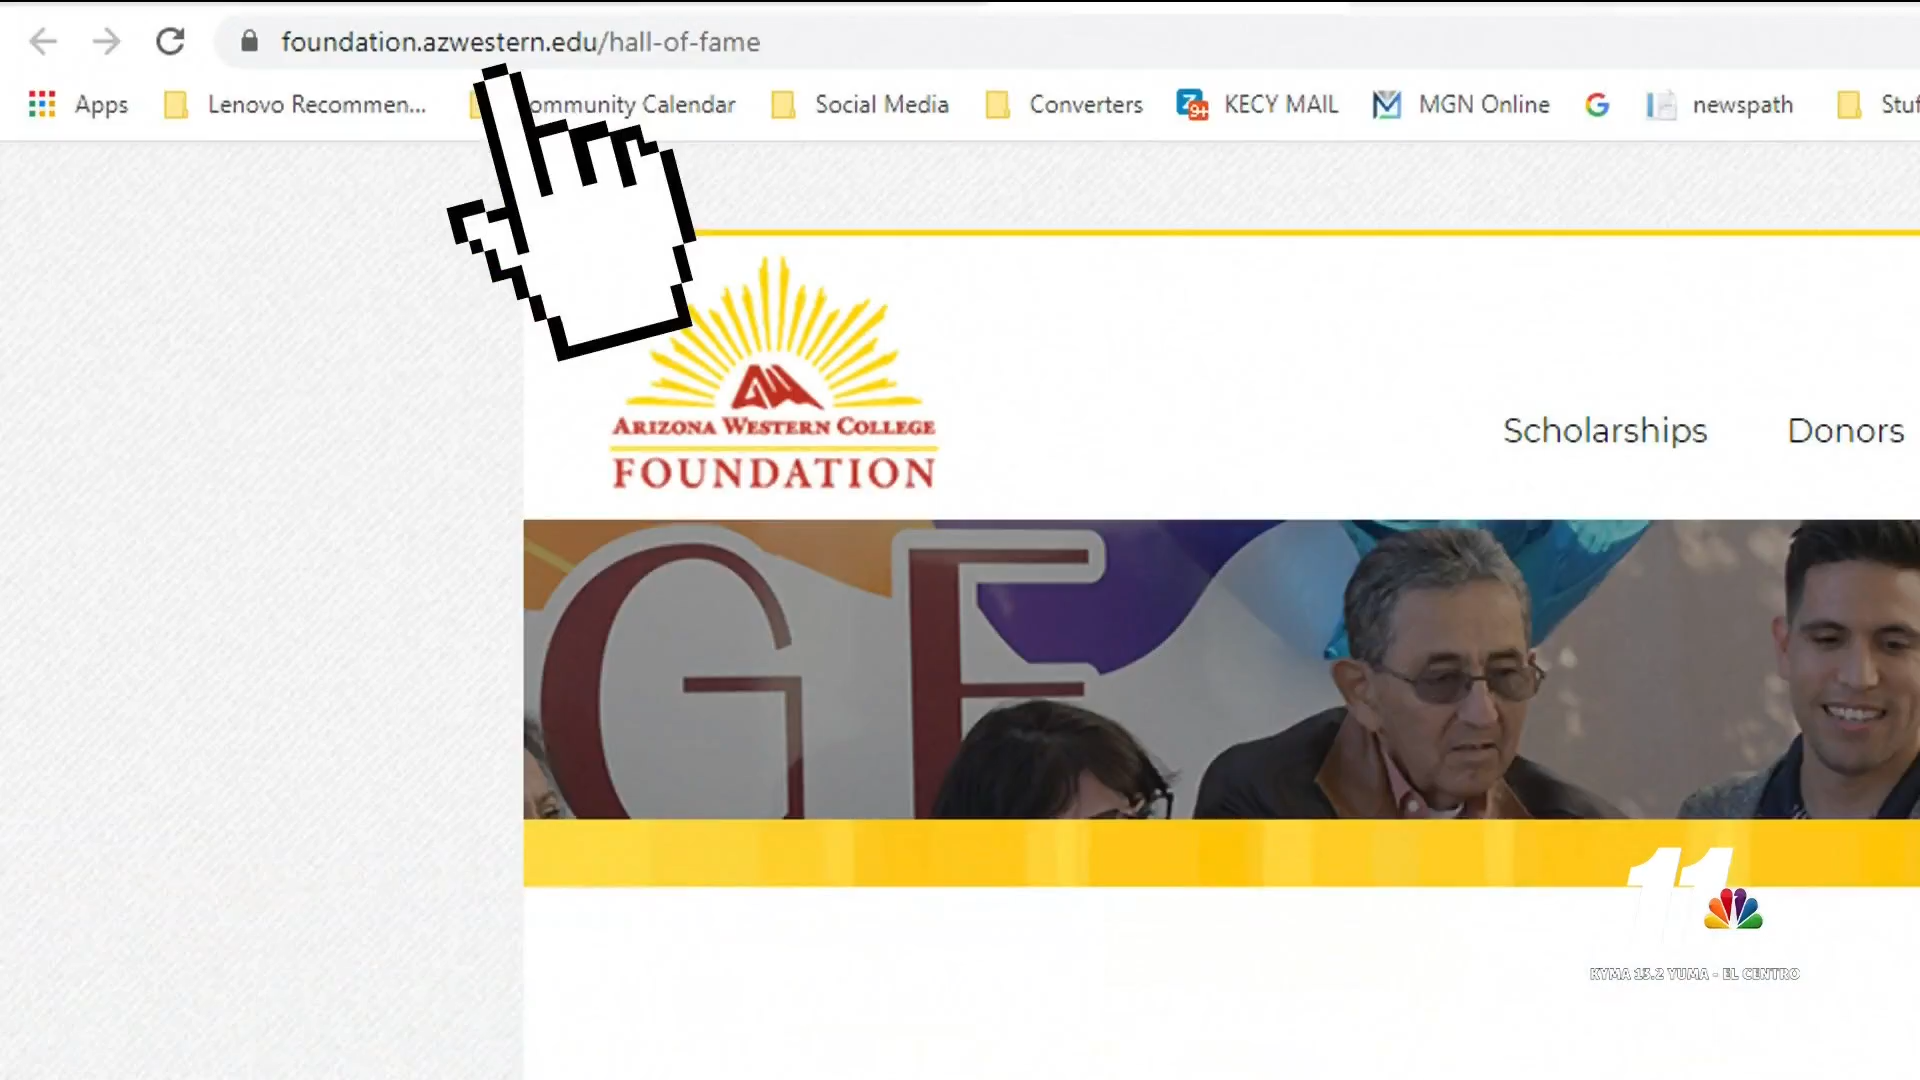 foundation.azwestern.edu/hall-of-fame
Apps
Lenovo Recommen...
ommunity Calendar
Social Media
Converters
KECY MAIL
MGN Online
newspath
Stuf
ARIZONA WESTERN COLLEGE
FOUNDATION
Scholarships
Donors
GE
11
KYMA 13.2 YUMA - EL CENTRO